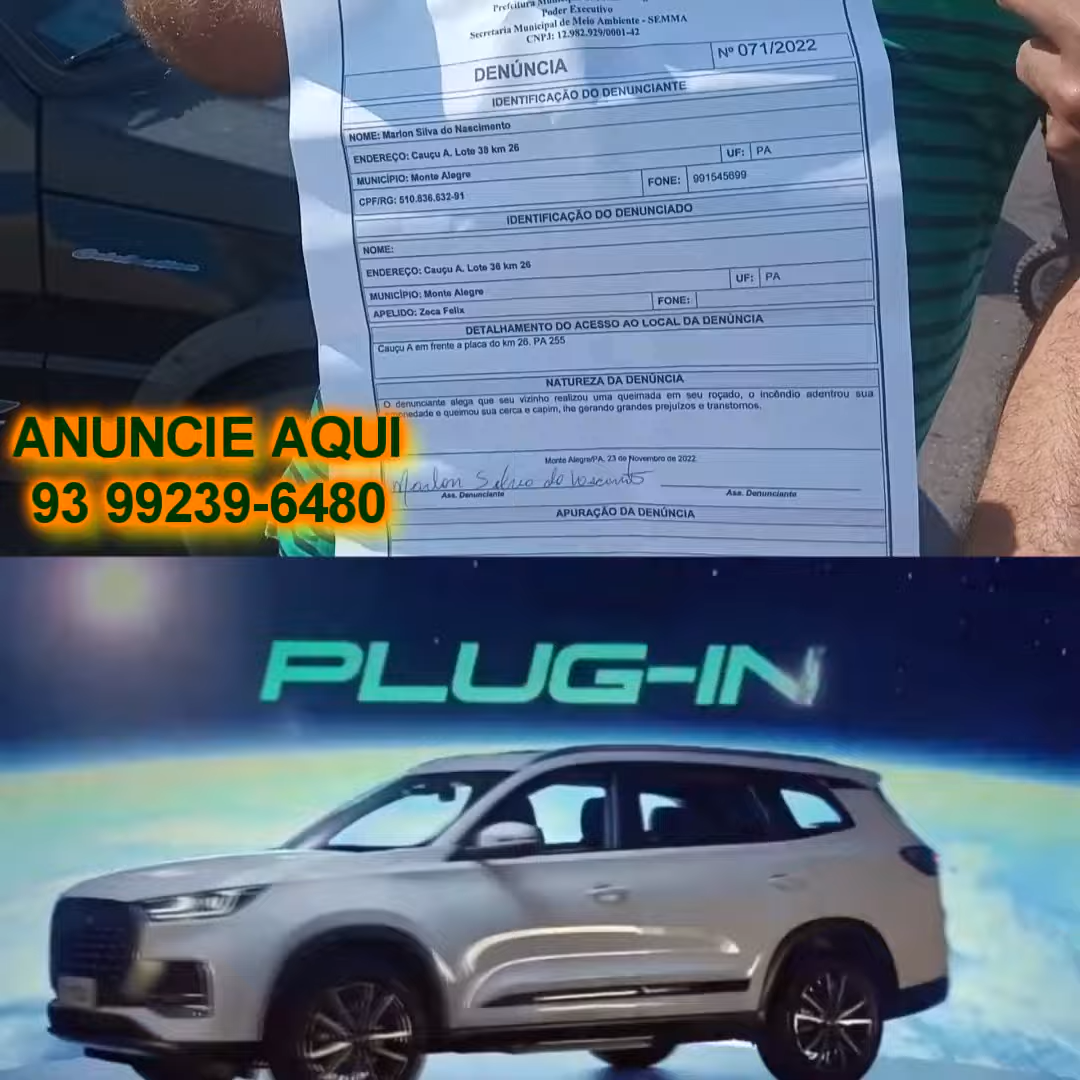 Poder Executivo
Secretaria Municipal de Meio Ambiente - SEMMA
CNPJ: 12.982.929/0001-42
DENÚNCIA Nº 071/2022
IDENTIFICAÇÃO DO DENUNCIANTE
NOME: Marlon Silva do Nascimento
ENDEREÇO: Cauçu A. Lote 38 km 26
MUNICÍPIO: Monte Alegre UF: PA
CPF/RG: 510.836.632-91 FONE: 991545699
IDENTIFICAÇÃO DO DENUNCIADO
NOME:
ENDEREÇO: Cauçu A. Lote 36 km 26
MUNICÍPIO: Monte Alegre UF: PA
APELIDO: Zeca Felix FONE:
DETALHAMENTO DO ACESSO AO LOCAL DA DENÚNCIA
Cauçu A em frente a placa do km 26. PA 255
NATUREZA DA DENÚNCIA
O denunciante alega que seu vizinho realizou uma queimada em seu roçado, o incêndio adentrou sua
e queimou sua cerca e capim, lhe gerando grandes prejuízos e transtornos.
Monte Alegre/PA, 23 de Novembro de 2022
Marlon Silva do
Ass. Denunciante Ass. Denunciante
APURAÇÃO DA DENÚNCIA
ANUNCIE AQUI
93 99239-6480
PLUG-IN